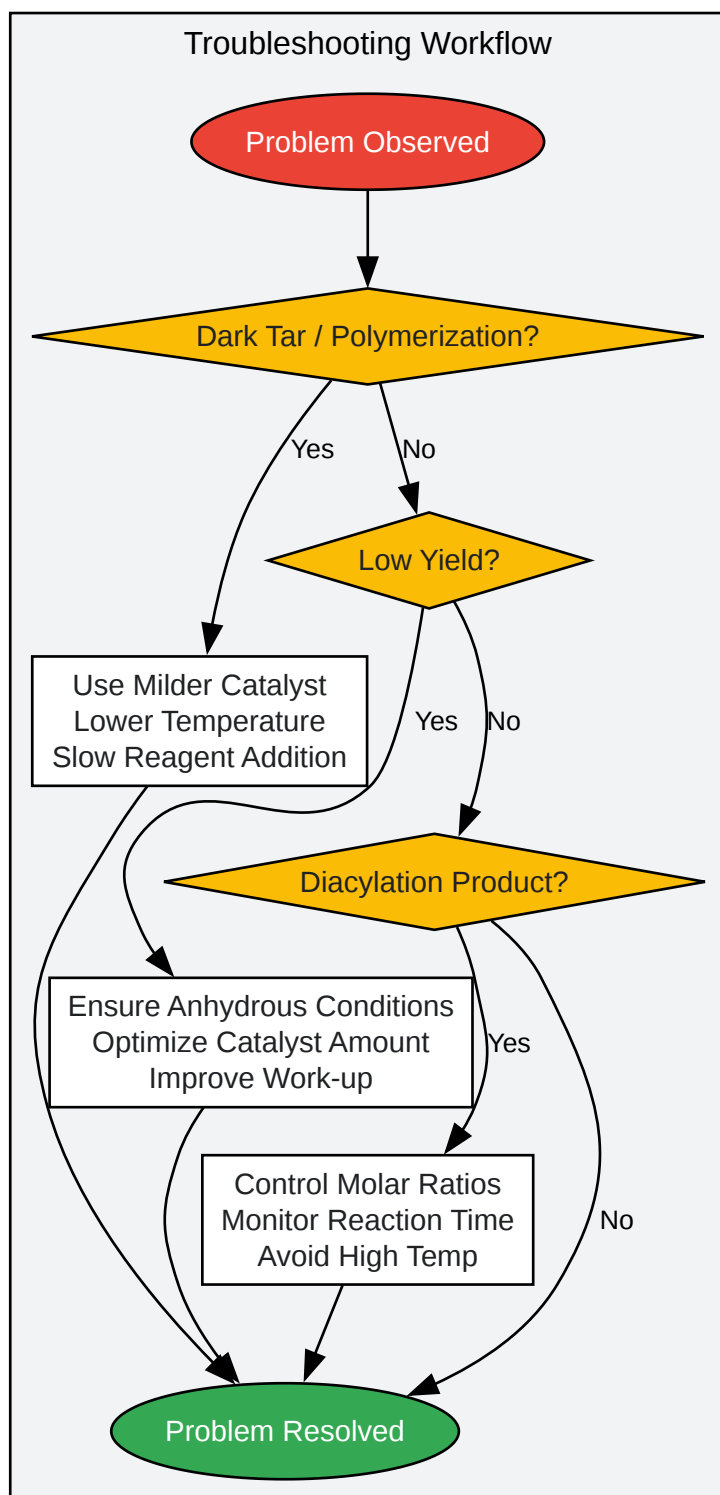 Troubleshooting Workflow
Problem Observed
Dark Tar / Polymerization?
Yes
No
Low Yield?
Use Milder Catalyst
Lower Temperature
Slow Reagent Addition
Yes
No
Diacylation Product?
Ensure Anhydrous Conditions
Optimize Catalyst Amount
Improve Work-up
Yes
Control Molar Ratios
Monitor Reaction Time
Avoid High Temp
No
Problem Resolved